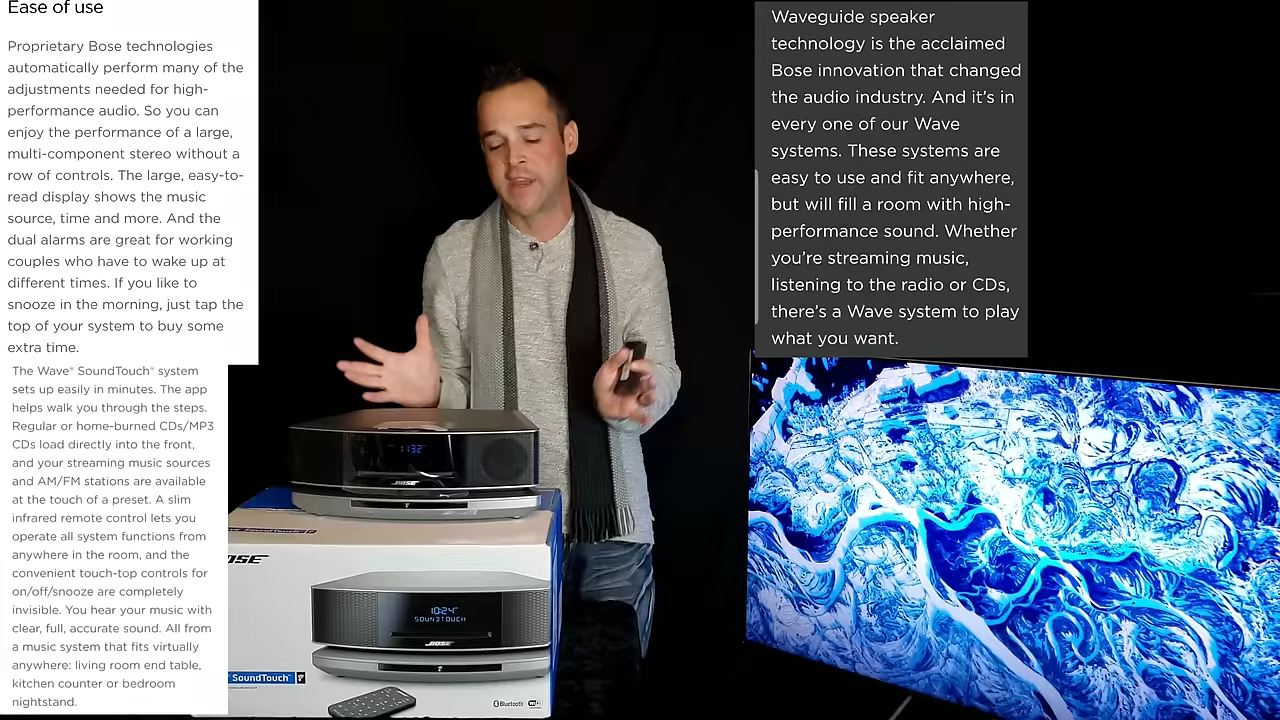 Ease of use
Proprietary Bose technologies
automatically perform many of the
adjustments needed for high-
performance audio. So you can
enjoy the performance of a large,
multi-component stereo without a
row of controls. The large, easy-to-
read display shows the music
source, time and more. And the
dual alarms are great for working
couples who have to wake up at
different times. If you like to
snooze in the morning, just tap the
top of your system to buy some
extra time.
The Wave® SoundTouch® system
sets up easily in minutes. The app
helps walk you through the steps.
Regular or home-burned CDs/MP3
CDs load directly into the front,
and your streaming music sources
and AM/FM stations are available
at the touch of a preset. A slim
infrared remote control lets you
operate all system functions from
anywhere in the room, and the
convenient touch-top controls for
on/off/snooze are completely
invisible. You hear your music with
ear, full, accurate sound. All from
music system that fits virtually
anywhere: living room end table,
kitchen counter or bedroom
nightstand.
Waveguide speaker
technology is the acclaimed
Bose innovation that changed
the audio industry. And it's in
every one of our Wave
systems. These systems are
easy to use and fit anywhere,
but will fill a room with high-
performance sound. Whether
you're streaming music,
listening to the radio or CDs,
there's a Wave system to play
what you want.
11:32
BOSE
SoundTouch
OSE
10:24
SOUNDTOUCH
BOSE
SoundTouch
Bluetooth WiFi